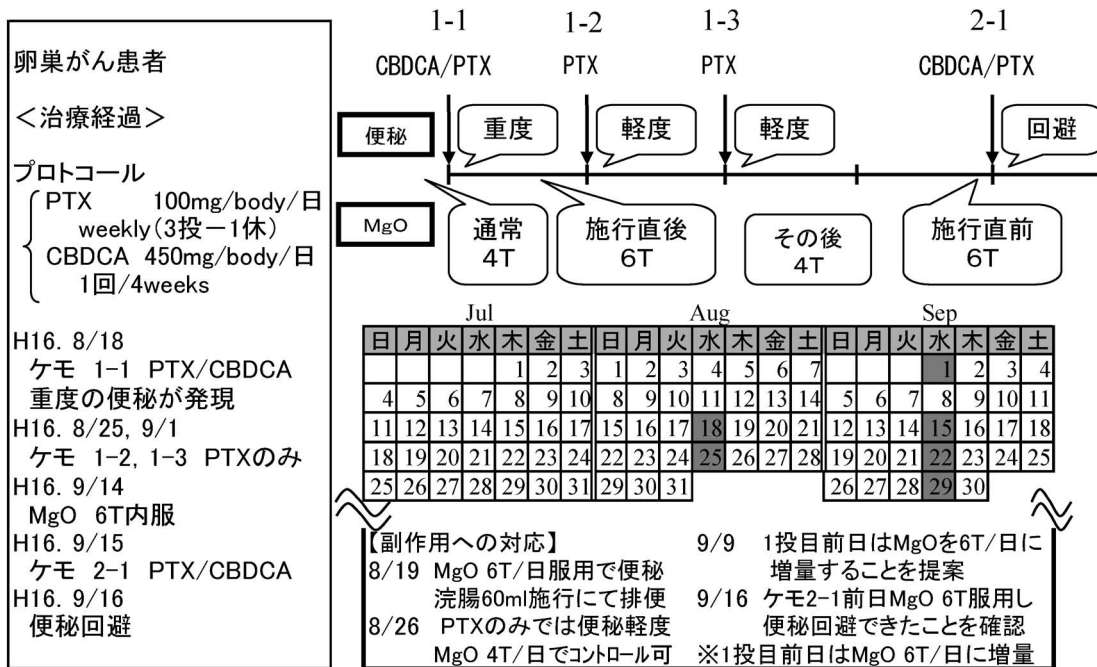 卵巣がん患者
＜治療経過＞
プロトコール
PTX 100mg/body/日
weekly(3投－1休)
CBDCA 450mg/body/日
1回/4weeks
H16. 8/18
ケモ 1-1 PTX/CBDCA
重度の便秘が発現
H16. 8/25, 9/1
ケモ 1-2, 1-3 PTXのみ
H16. 9/14
MgO 6T内服
H16. 9/15
ケモ 2-1 PTX/CBDCA
H16. 9/16
便秘回避
1-1 1-2 1-3 2-1
CBDCA/PTX PTX PTX CBDCA/PTX
便秘 重度 軽度 軽度 回避
MgO
通常
4T
施行直後
6T
その後
4T
施行直前
6T
Jul
日 月 火 水 木 金 土
1 2 3
4 5 6 7 8 9 10
11 12 13 14 15 16 17
18 19 20 21 22 23 24
25 26 27 28 29 30 31
Aug
日 月 火 水 木 金 土
1 2 3 4 5 6 7
8 9 10 11 12 13 14
15 16 17 18 19 20 21
22 23 24 25 26 27 28
29 30 31
Sep
日 月 火 水 木 金 土
1 2 3 4
5 6 7 8 9 10 11
12 13 14 15 16 17 18
19 20 21 22 23 24 25
26 27 28 29 30
【副作用への対応】
8/19 MgO 6T/日服用で便秘
浣腸60ml施行にて排便
8/26 PTXのみでは便秘軽度
MgO 4T/日でコントロール可
9/9 1投目前日はMgOを6T/日に
増量することを提案
9/16 ケモ2-1前日MgO 6T服用し
便秘回避できたことを確認
※1投目前日はMgO 6T/日に増量